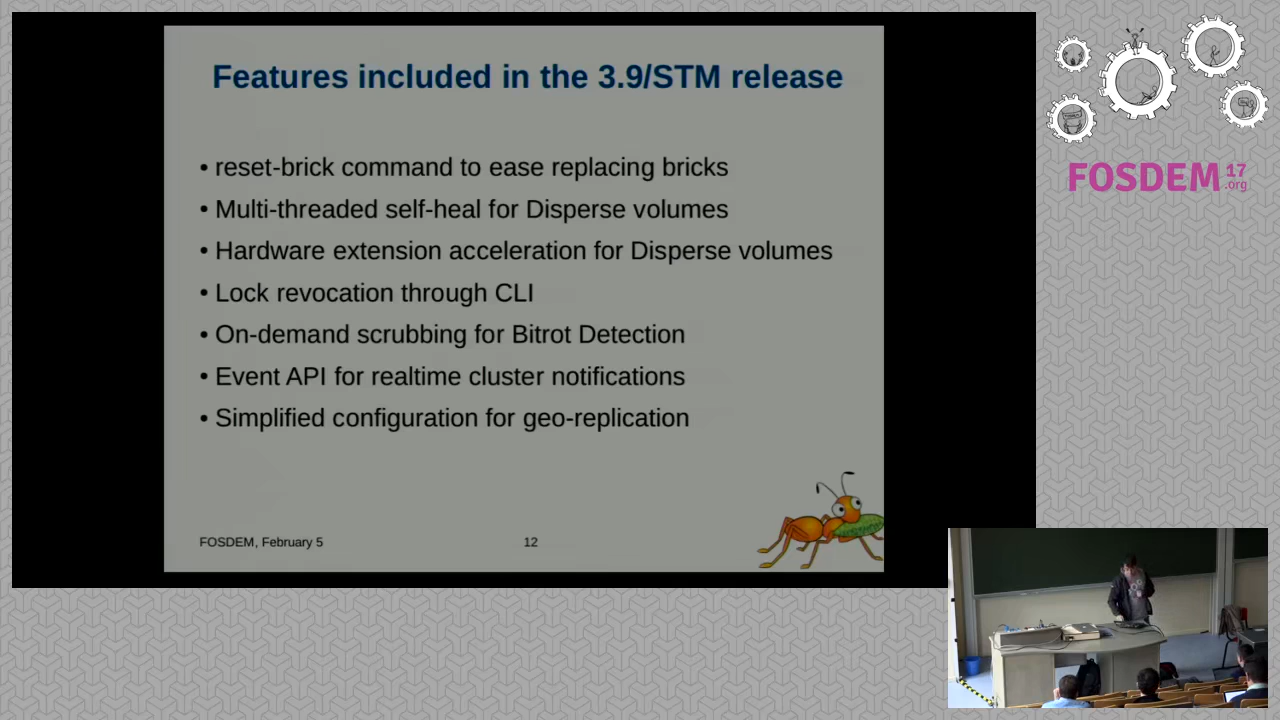 Features included in the 3.9/STM release
• reset-brick command to ease replacing bricks
• Multi-threaded self-heal for Disperse volumes
• Hardware extension acceleration for Disperse volumes
• Lock revocation through CLI
• On-demand scrubbing for Bitrot Detection
• Event API for realtime cluster notifications
• Simplified configuration for geo-replication
FOSDEM, February 5
12
FOSDEM 17
.org